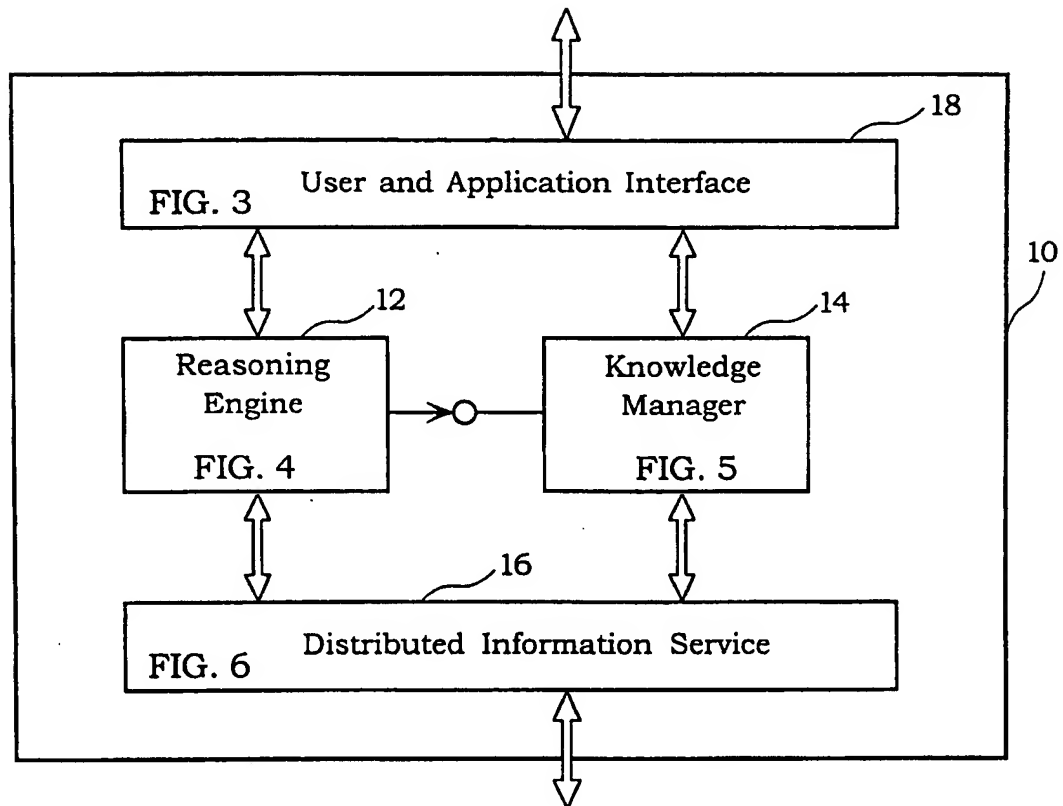 18
User and Application Interface
FIG. 3
10
12
14
Reasoning
Engine
FIG. 4
Knowledge
Manager
FIG. 5
16
Distributed Information Service
FIG. 6